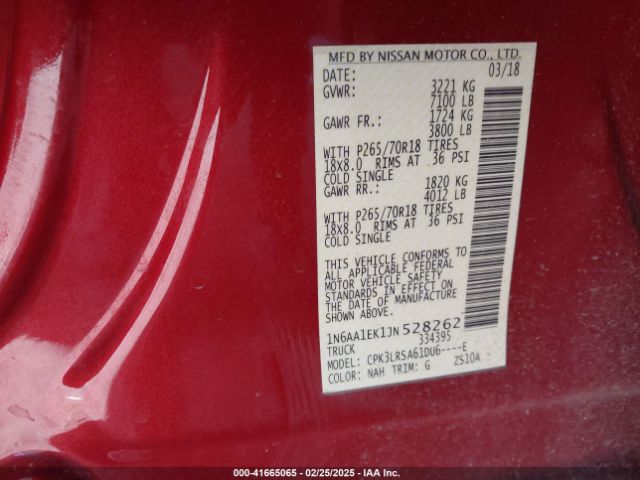 MFD BY NISSAN MOTOR CO., LTD.
DATE: 03/18
GVWR: 3221 KG
7100 LB
GAWR FR.: 1724 KG
3800 LB
WITH P265/70R18 TIRES
18x8.0 RIMS AT 36 PSI
COLD SINGLE
GAWR RR.: 1820 KG
4012 LB
WITH P265/70R18 TIRES
18x8.0 RIMS AT 36 PSI
COLD SINGLE
THIS VEHICLE CONFORMS TO
ALL APPLICABLE FEDERAL
MOTOR VEHICLE SAFETY
STANDARDS IN EFFECT ON
THE DATE OF MANUFACTURE
SHOWN ABOVE.
1N6AA1EK1JN528262
TRUCK 334395
MODEL: CPK3LRSA61DU6----E
COLOR: NAH TRIM: G ZS10A
000-41665065 - 02/25/2025 - IAA Inc.